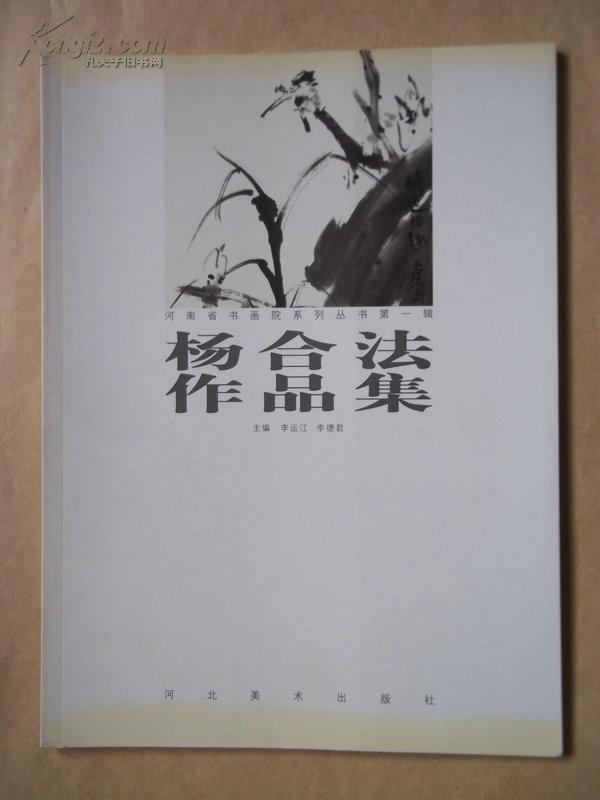 Kongfz.com
孔夫子旧书网
河南省书画院系列丛书第一辑
杨合法
作品集
主编·李运江 李德君
河北美术出版社